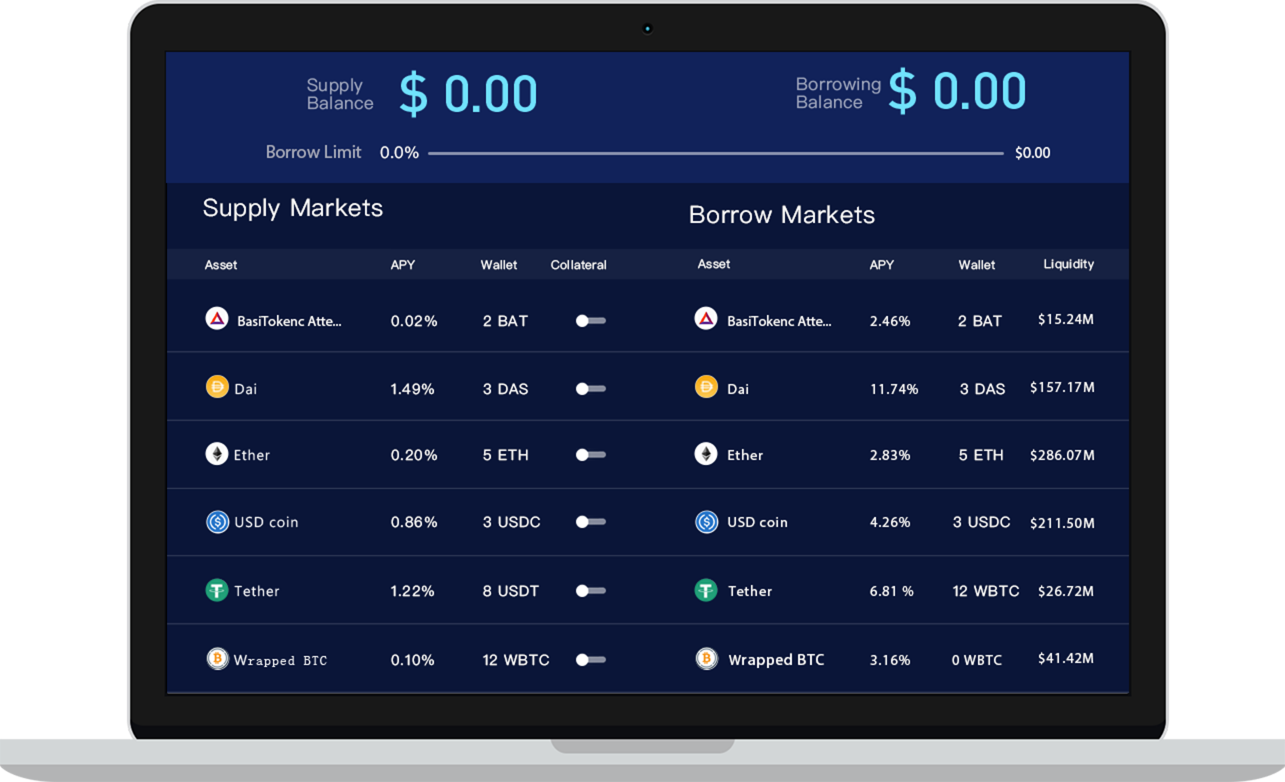 Supply
Balance
$ 0.00
Borrowing
Balance
$ 0.00
Borrow Limit 0.0% $0.00
Supply Markets
Asset APY Wallet Collateral
BasiTokenc Atte... 0.02% 2 BAT
Dai 1.49% 3 DAS
Ether 0.20% 5 ETH
USD coin 0.86% 3 USDC
Tether 1.22% 8 USDT
Wrapped BTC 0.10% 12 WBTC
Borrow Markets
Asset APY Wallet Liquidity
BasiTokenc Atte... 2.46% 2 BAT $15.24M
Dai 11.74% 3 DAS $157.17M
Ether 2.83% 5 ETH $286.07M
USD coin 4.26% 3 USDC $211.50M
Tether 6.81 % 12 WBTC $26.72M
Wrapped BTC 3.16% 0 WBTC $41.42M